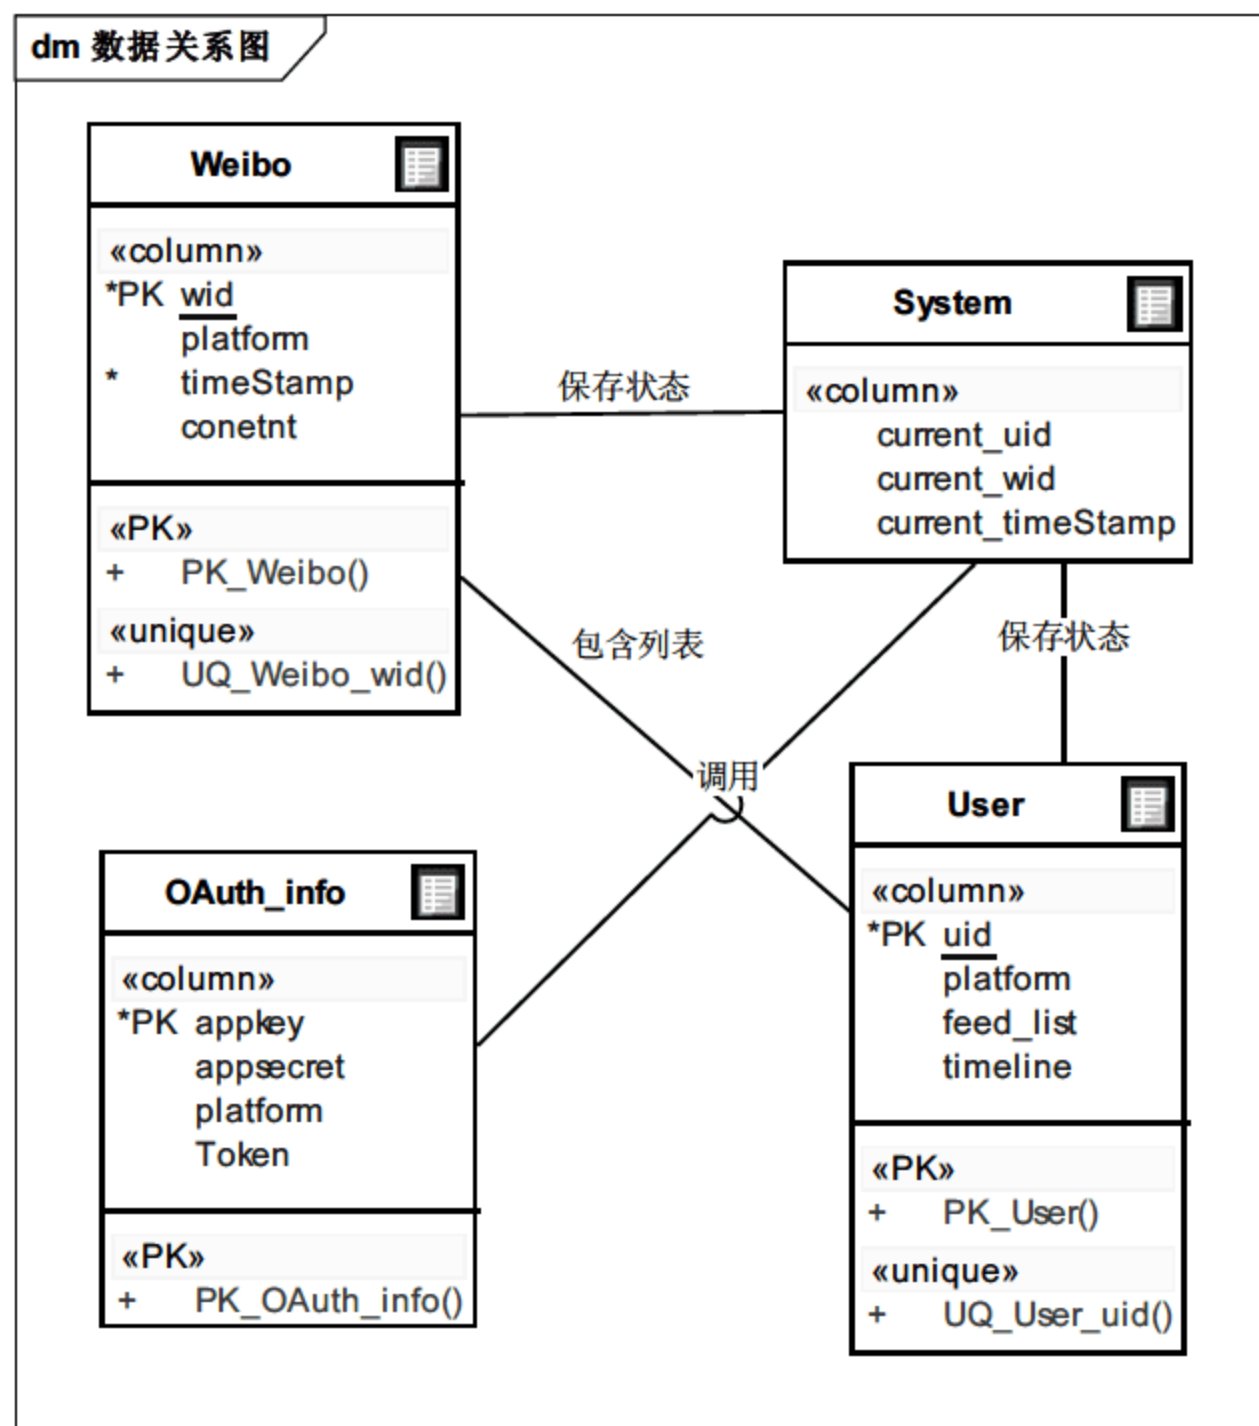 dm 数据关系图
Weibo
«column»
*PK wid
platform
* timeStamp
conetnt
«PK»
+ PK_Weibo()
«unique»
+ UQ_Weibo_wid()
保存状态
System
«column»
current_uid
current_wid
current_timeStamp
包含列表
保存状态
调用
OAuth_info
«column»
*PK appkey
appsecret
platform
Token
«PK»
+ PK_OAuth_info()
User
«column»
*PK uid
platform
feed_list
timeline
«PK»
+ PK_User()
«unique»
+ UQ_User_uid()